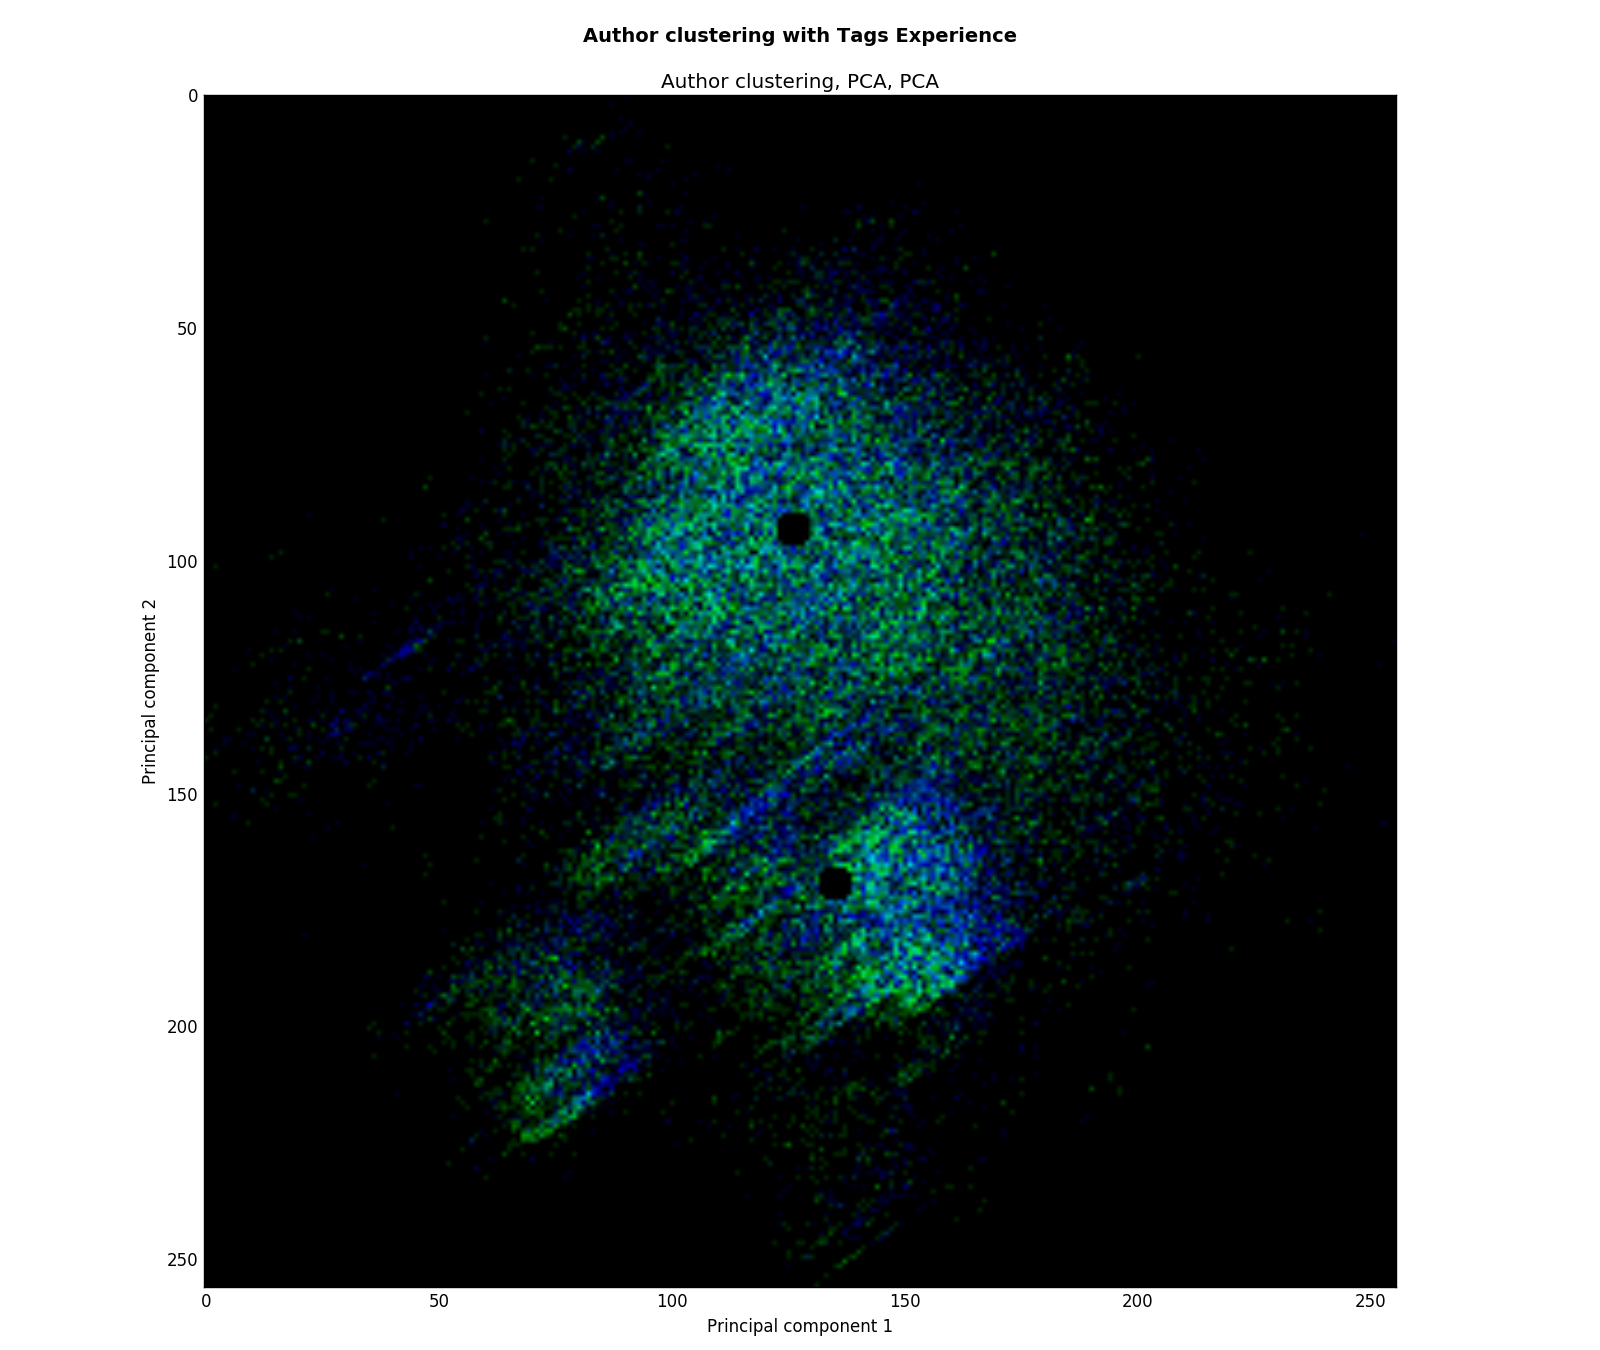 Author clustering with Tags Experience
Author clustering, PCA, PCA
0
50
100
150
200
250
Principal component 2
0 50 100 150 200 250
Principal component 1